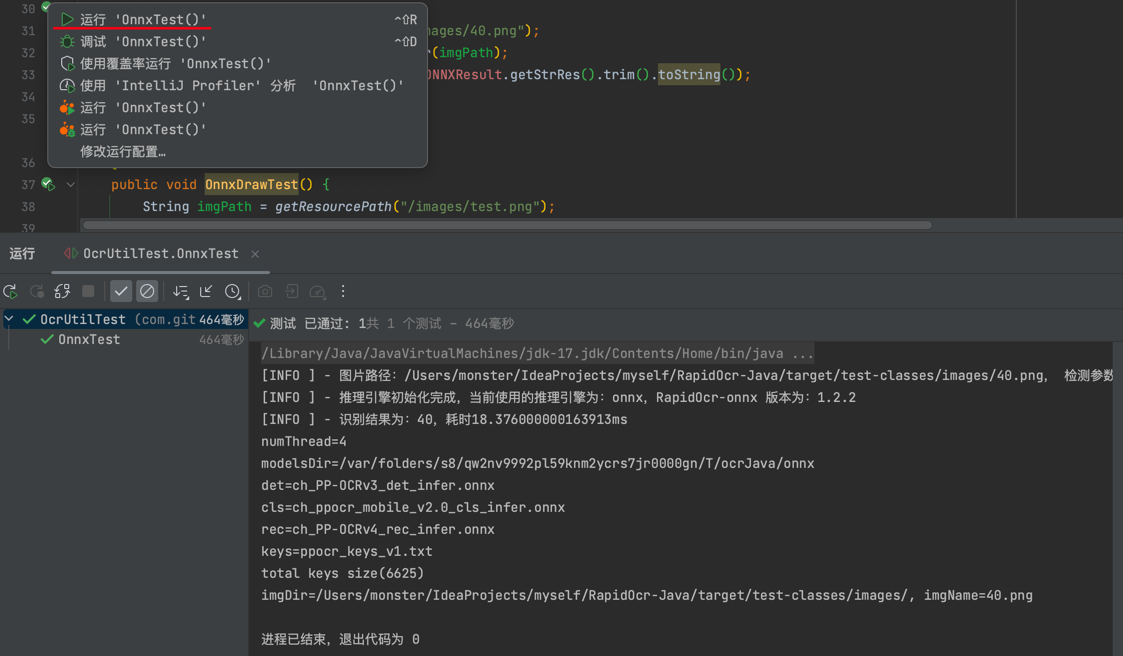 30
运行 'OnnxTest()' ^⇧R
31 ages/40.png");
调试 'OnnxTest()' ^⇧D
32 (imgPath);
使用覆盖率运行 'OnnxTest()'
33 ONNXResult.getStrRes().trim().toString());
使用 'IntelliJ Profiler' 分析 'OnnxTest()'
34
运行 'OnnxTest()'
35
运行 'OnnxTest()'
修改运行配置…
36
37 public void OnnxDrawTest() {
38 String imgPath = getResourcePath("/images/test.png");
39
运行 OcrUtilTest.OnnxTest
OcrUtilTest (com.git 464毫秒
OnnxTest 464毫秒
测试 已通过: 1共 1 个测试 – 464毫秒
/Library/Java/JavaVirtualMachines/jdk-17.jdk/Contents/Home/bin/java ...
[INFO ] - 图片路径: /Users/monster/IdeaProjects/myself/RapidOcr-Java/target/test-classes/images/40.png, 检测参数
[INFO ] - 推理引擎初始化完成，当前使用的推理引擎为: onnx，RapidOcr-onnx 版本为: 1.2.2
[INFO ] - 识别结果为: 40，耗时18.376000000163913ms
numThread=4
modelsDir=/var/folders/s8/qw2nv9992pl59knm2ycrs7jr0000gn/T/ocrJava/onnx
det=ch_PP-OCRv3_det_infer.onnx
cls=ch_ppocr_mobile_v2.0_cls_infer.onnx
rec=ch_PP-OCRv4_rec_infer.onnx
keys=ppocr_keys_v1.txt
total keys size(6625)
imgDir=/Users/monster/IdeaProjects/myself/RapidOcr-Java/target/test-classes/images/, imgName=40.png
进程已结束，退出代码为 0